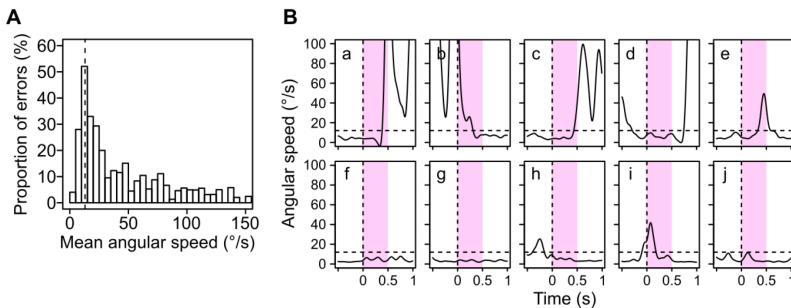 A
Proportion of errors (%)
60
50
40
30
20
10
0
0 50 100 150
Mean angular speed (°/s)
B
Angular speed (°/s)
100
80
60
40
20
0
a b c d e
100
80
60
40
20
0
f g h i j
0 0.5 1 0 0.5 1 0 0.5 1 0 0.5 1 0 0.5 1
Time (s)